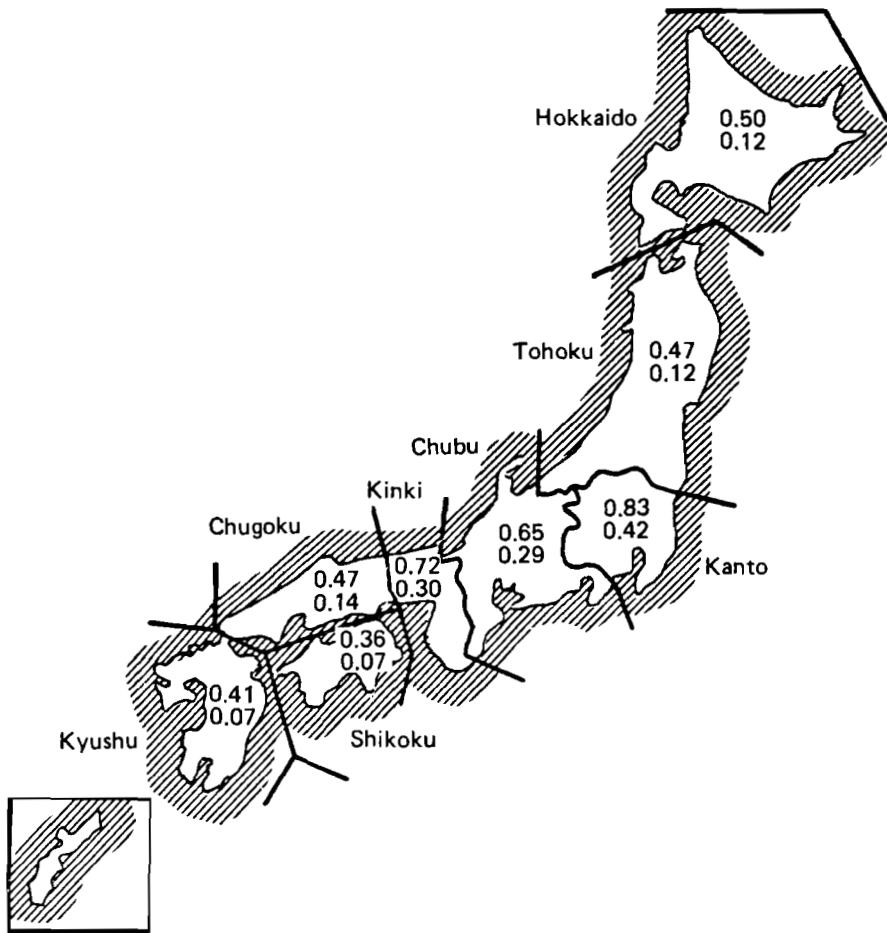 Hokkaido
0.50
0.12
Tohoku
0.47
0.12
Chubu
Kinki
0.83
0.42
0.65
0.29
Chugoku
0.72
0.30
Kanto
0.47
0.14
0.36
0.07
0.41
0.07
Kyushu
Shikoku